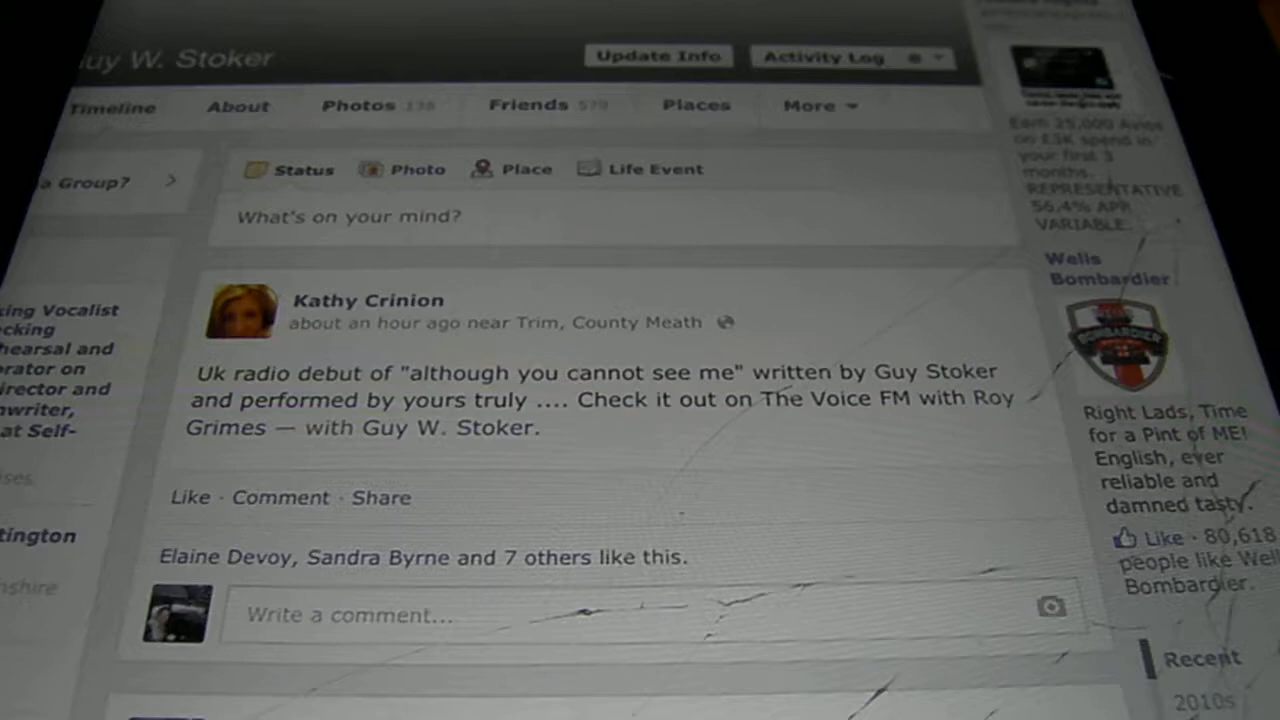 uy W. Stoker
Update Info
Activity Log
Timeline
About
Photos 138
Friends 579
Places
More
a Group?
Status
Photo
Place
Life Event
What's on your mind?
king Vocalist
cking
hearsal and
rator on
irector and
nwriter,
at Self-
ises
tington
nshire
Kathy Crinion
about an hour ago near Trim, County Meath
Uk radio debut of "although you cannot see me" written by Guy Stoker
and performed by yours truly .... Check it out on The Voice FM with Roy
Grimes — with Guy W. Stoker.
Like · Comment · Share
Elaine Devoy, Sandra Byrne and 7 others like this.
Write a comment...
Earn 25,000 Avios
on £3K spend in
your first 3
months.
REPRESENTATIVE
56.4% APR
VARIABLE.
Wells
Bombardier
BOMBARDIER
Right Lads, Time
for a Pint of ME!
English, ever
reliable and
damned tasty.
Like · 80,618
people like Well
Bombardier.
Recent
2010s